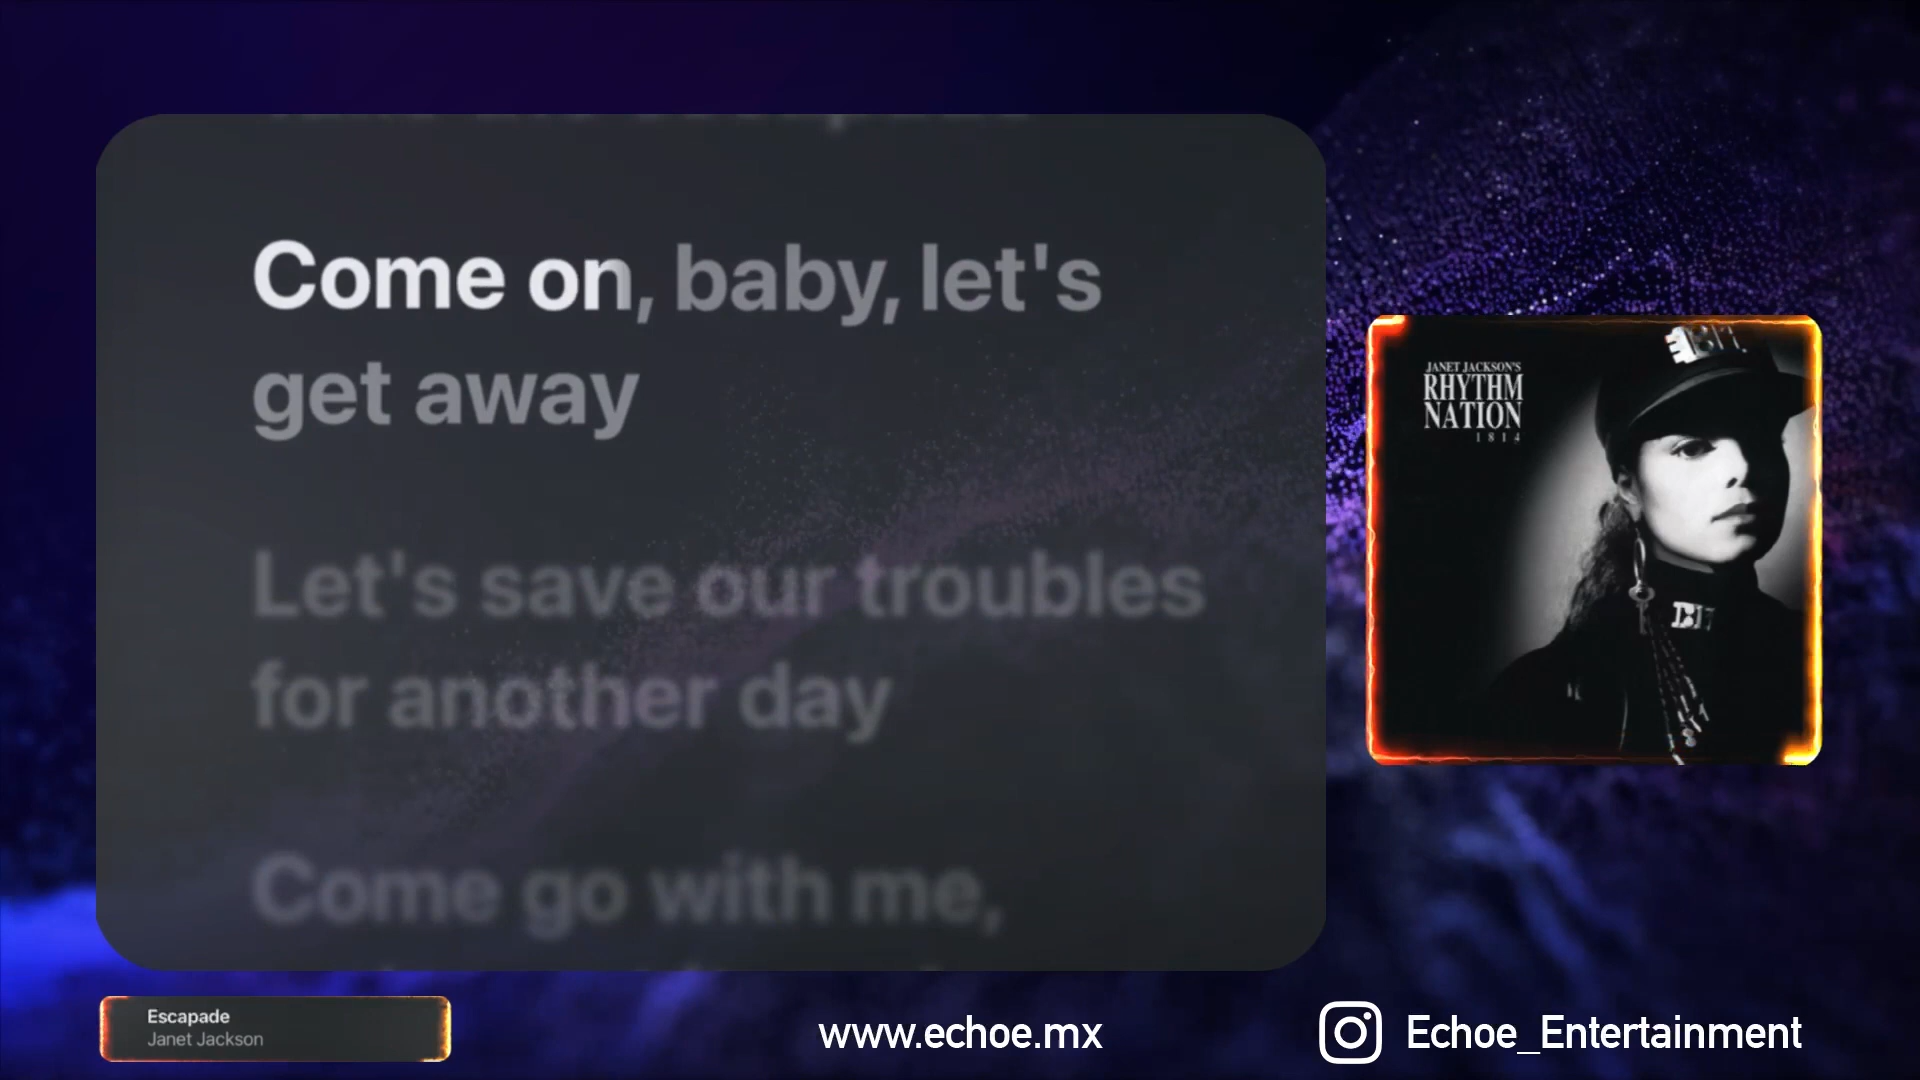 Come on, baby, let's
get away
Let's save our troubles
for another day
Come go with me,
JANET JACKSON'S
RHYTHM
NATION
1814
Escapade
Janet Jackson
www.echoe.mx
Echoe_Entertainment